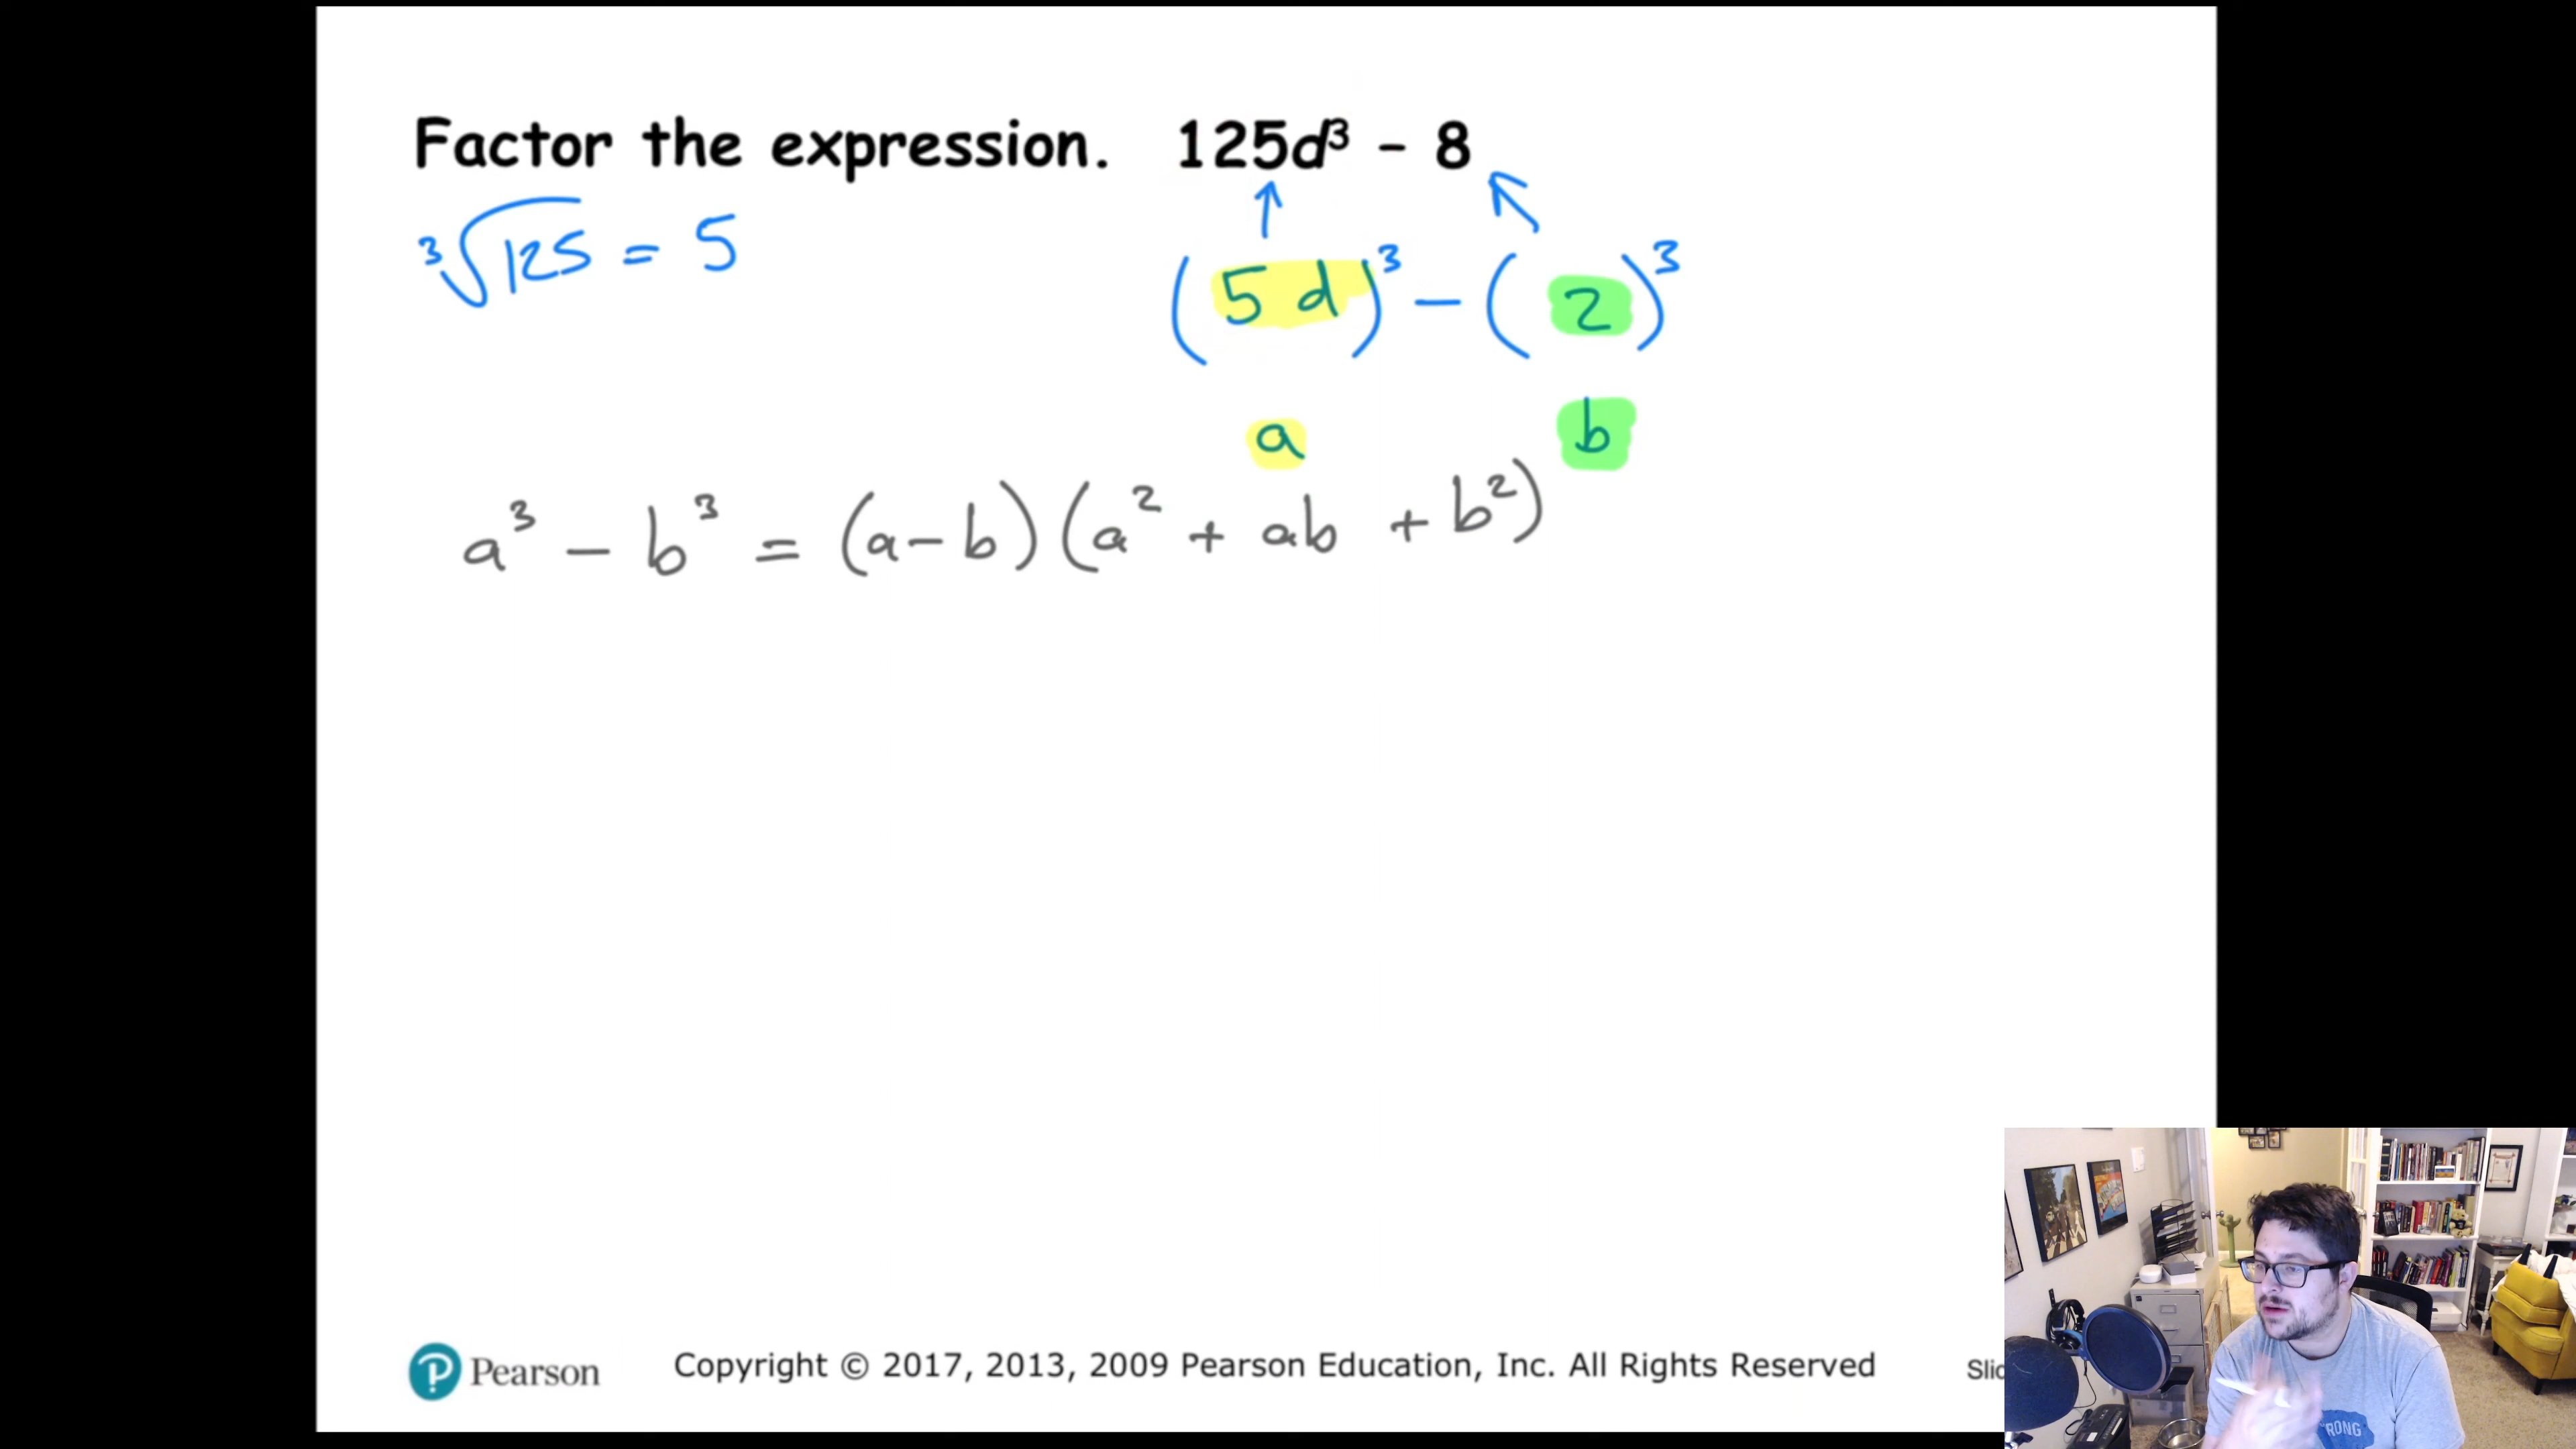 Factor the expression. 125d³ – 8
³√125 = 5
(5 d)³ – (2)³
a b
a³ – b³ = (a – b)(a² + ab + b²)
Pearson Copyright © 2017, 2013, 2009 Pearson Education, Inc. All Rights Reserved